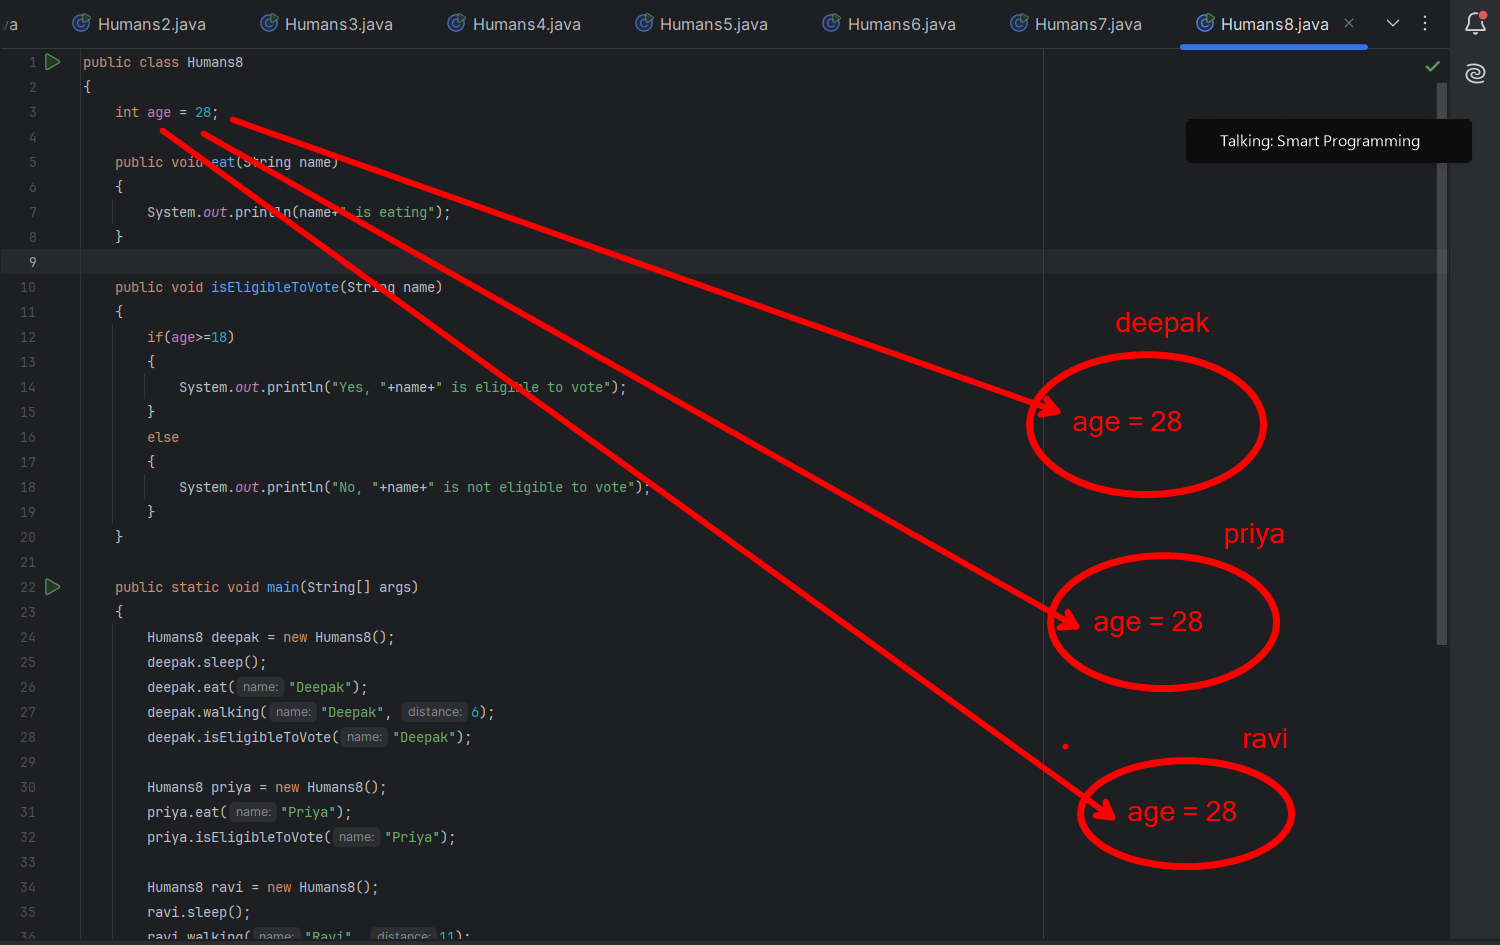 va Humans2.java Humans3.java Humans4.java Humans5.java Humans6.java Humans7.java Humans8.java
1 public class Humans8
2 {
3 int age = 28;
4
5 public void eat(String name)
6 {
7 System.out.println(name+" is eating");
8 }
9
10 public void isEligibleToVote(String name)
11 {
12 if(age>=18)
13 {
14 System.out.println("Yes, "+name+" is eligible to vote");
15 }
16 else
17 {
18 System.out.println("No, "+name+" is not eligible to vote");
19 }
20 }
21
22 public static void main(String[] args)
23 {
24 Humans8 deepak = new Humans8();
25 deepak.sleep();
26 deepak.eat( name: "Deepak");
27 deepak.walking( name: "Deepak", distance: 6);
28 deepak.isEligibleToVote( name: "Deepak");
29
30 Humans8 priya = new Humans8();
31 priya.eat( name: "Priya");
32 priya.isEligibleToVote( name: "Priya");
33
34 Humans8 ravi = new Humans8();
35 ravi.sleep();
36 ravi.walking( name: "Ravi", distance: 11);
Talking: Smart Programming
deepak
age = 28
priya
age = 28
ravi
age = 28